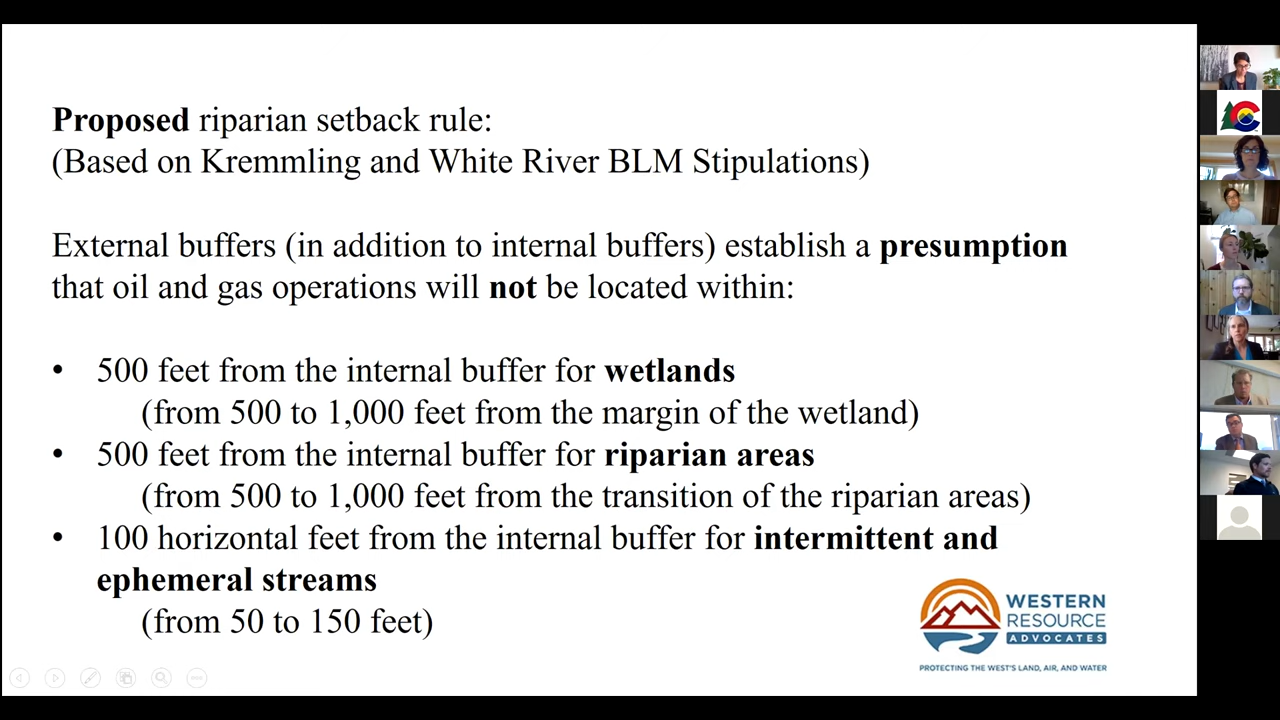 Proposed riparian setback rule:
(Based on Kremmling and White River BLM Stipulations)
External buffers (in addition to internal buffers) establish a presumption
that oil and gas operations will not be located within:
• 500 feet from the internal buffer for wetlands
(from 500 to 1,000 feet from the margin of the wetland)
• 500 feet from the internal buffer for riparian areas
(from 500 to 1,000 feet from the transition of the riparian areas)
• 100 horizontal feet from the internal buffer for intermittent and
ephemeral streams
(from 50 to 150 feet)
WESTERN
RESOURCE
ADVOCATES
PROTECTING THE WEST'S LAND, AIR, AND WATER